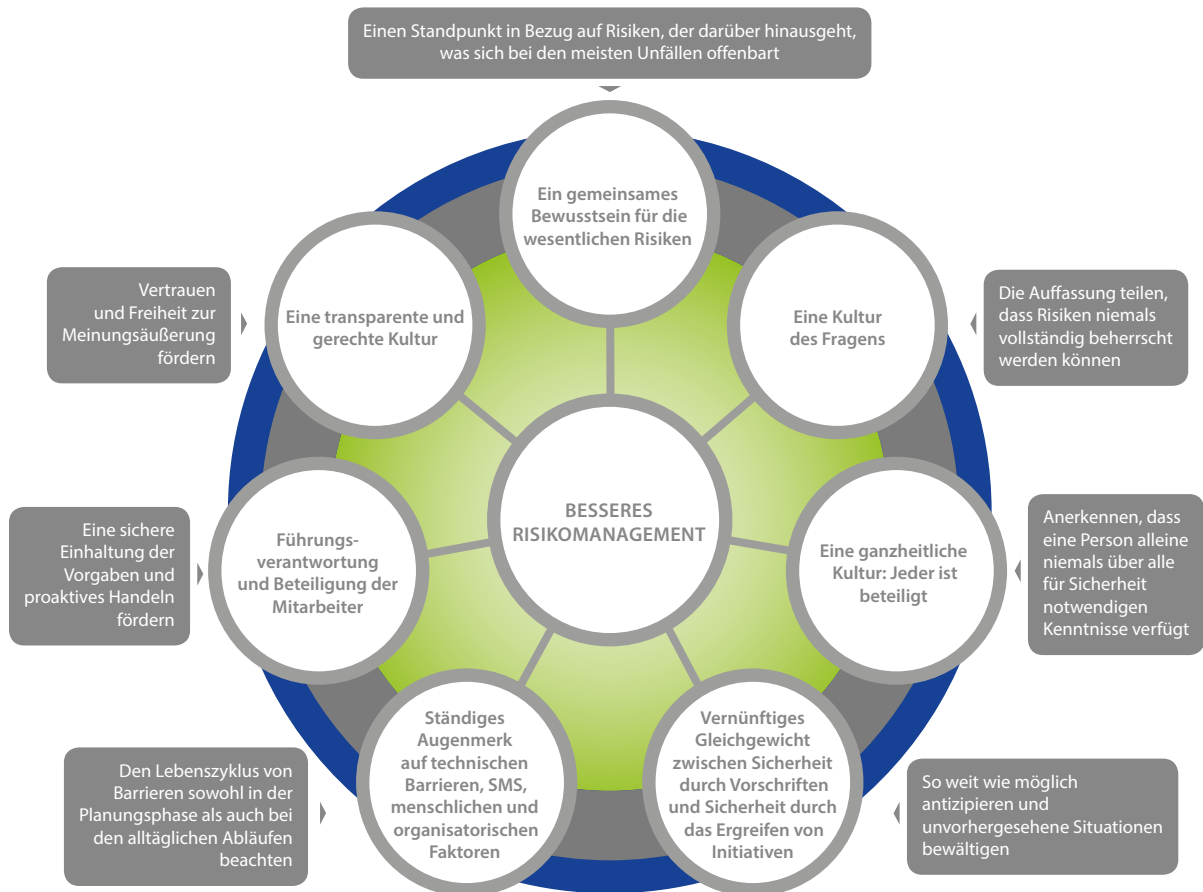 Einen Standpunkt in Bezug auf Risiken, der darüber hinausgeht,
was sich bei den meisten Unfällen offenbart
Ein gemeinsames
Bewusstsein für die
wesentlichen Risiken
Vertrauen
und Freiheit zur
Meinungsäußerung
fördern
Eine transparente und
gerechte Kultur
Eine Kultur
des Fragens
Die Auffassung teilen,
dass Risiken niemals
vollständig beherrscht
werden können
BESSERES
RISIKOMANAGEMENT
Eine sichere
Einhaltung der
Vorgaben und
proaktives Handeln
fördern
Führungs-
verantwortung
und Beteiligung der
Mitarbeiter
Eine ganzheitliche
Kultur: Jeder ist
beteiligt
Anerkennen, dass
eine Person alleine
niemals über alle
für Sicherheit
notwendigen
Kenntnisse verfügt
Den Lebenszyklus von
Barrieren sowohl in der
Planungsphase als auch bei
den alltäglichen Abläufen
beachten
Ständiges
Augenmerk
auf technischen
Barrieren, SMS,
menschlichen und
organisatorischen
Faktoren
Vernünftiges
Gleichgewicht
zwischen Sicherheit
durch Vorschriften
und Sicherheit durch
das Ergreifen von
Initiativen
So weit wie möglich
antizipieren und
unvorhergesehene Situationen
bewältigen